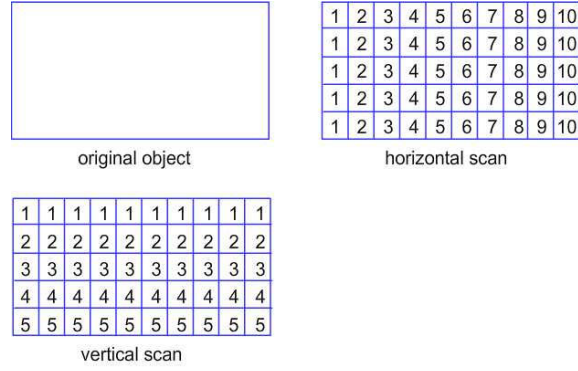 1 2 3 4 5 6 7 8 9 10
1 2 3 4 5 6 7 8 9 10
1 2 3 4 5 6 7 8 9 10
1 2 3 4 5 6 7 8 9 10
1 2 3 4 5 6 7 8 9 10
original object
horizontal scan
1 1 1 1 1 1 1 1 1 1
2 2 2 2 2 2 2 2 2 2
3 3 3 3 3 3 3 3 3 3
4 4 4 4 4 4 4 4 4 4
5 5 5 5 5 5 5 5 5 5
vertical scan